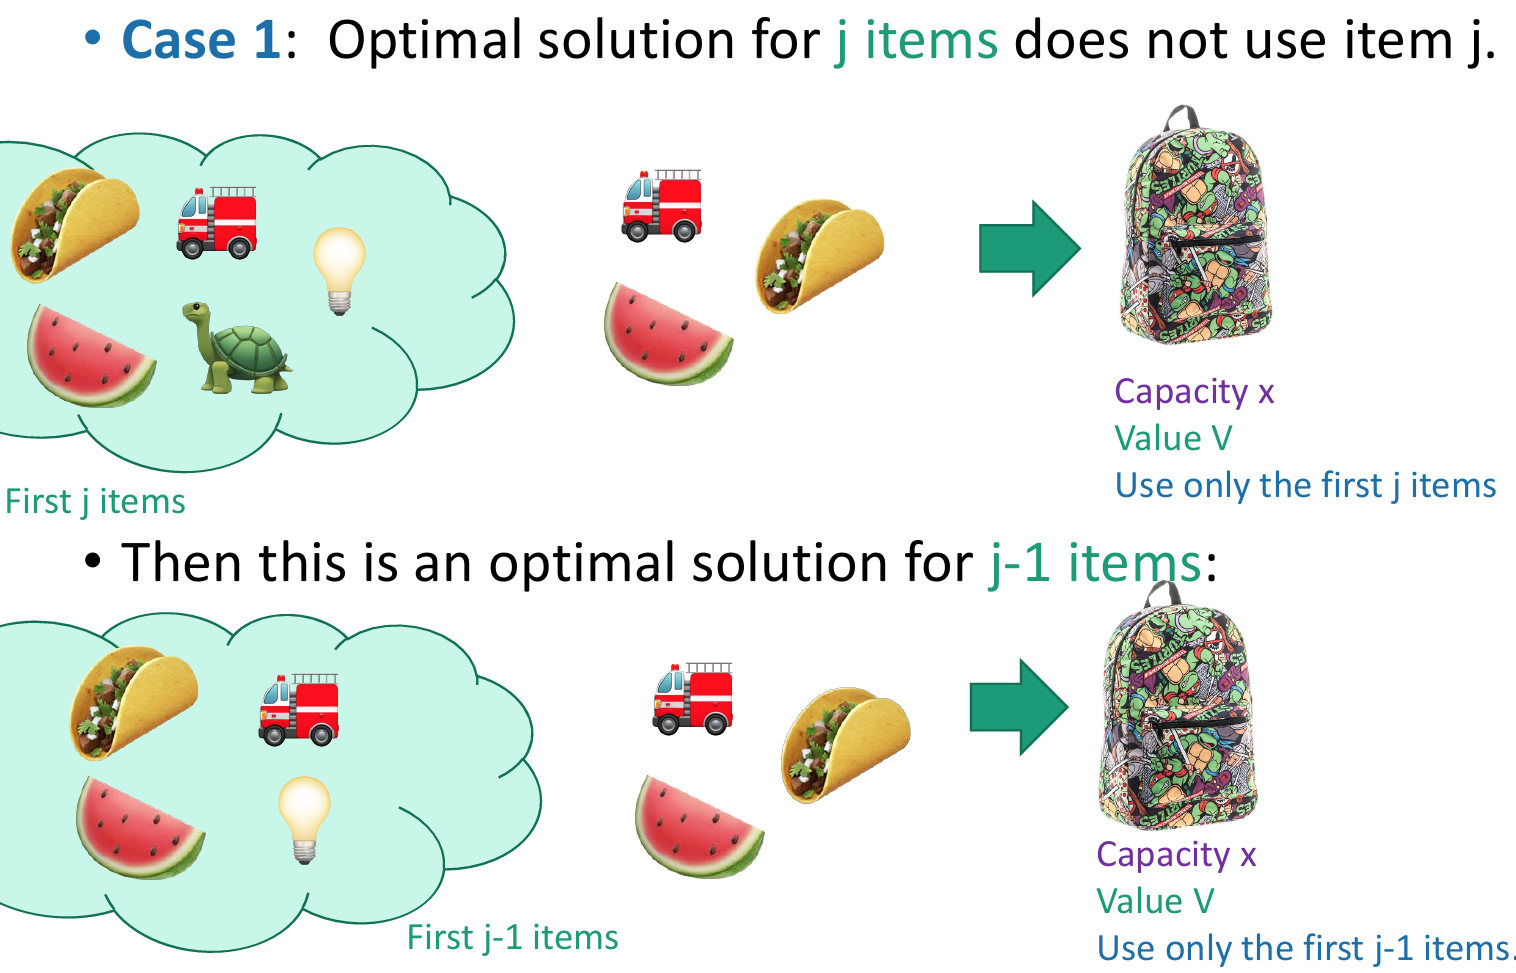 • Case 1: Optimal solution for j items does not use item j.
Capacity x
Value V
Use only the first j items
First j items
• Then this is an optimal solution for j-1 items:
Capacity x
Value V
First j-1 items
Use only the first j-1 items.